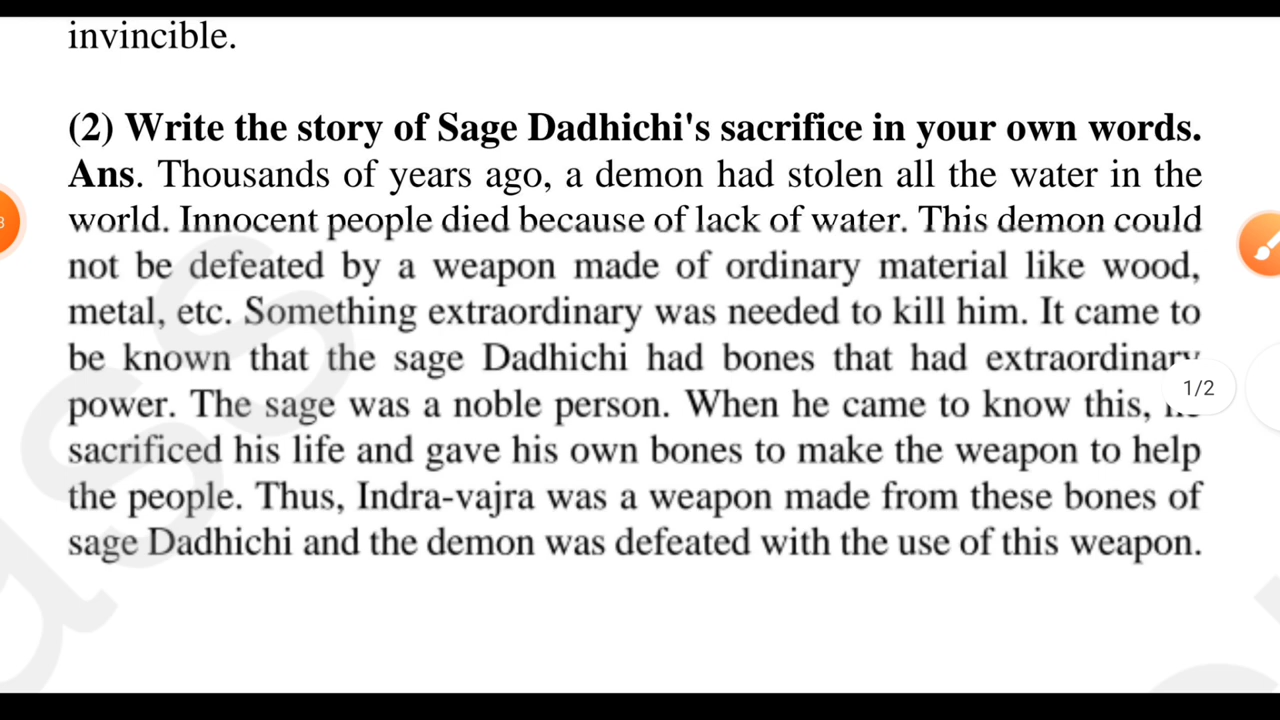 invincible.
(2) Write the story of Sage Dadhichi's sacrifice in your own words.
Ans. Thousands of years ago, a demon had stolen all the water in the
world. Innocent people died because of lack of water. This demon could
not be defeated by a weapon made of ordinary material like wood,
metal, etc. Something extraordinary was needed to kill him. It came to
be known that the sage Dadhichi had bones that had extraordinary
power. The sage was a noble person. When he came to know this,
sacrificed his life and gave his own bones to make the weapon to help
the people. Thus, Indra-vajra was a weapon made from these bones of
sage Dadhichi and the demon was defeated with the use of this weapon.
1/2